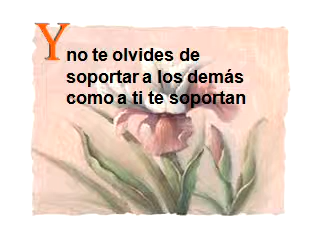 Y no te olvides de
soportar a los demás
como a ti te soportan